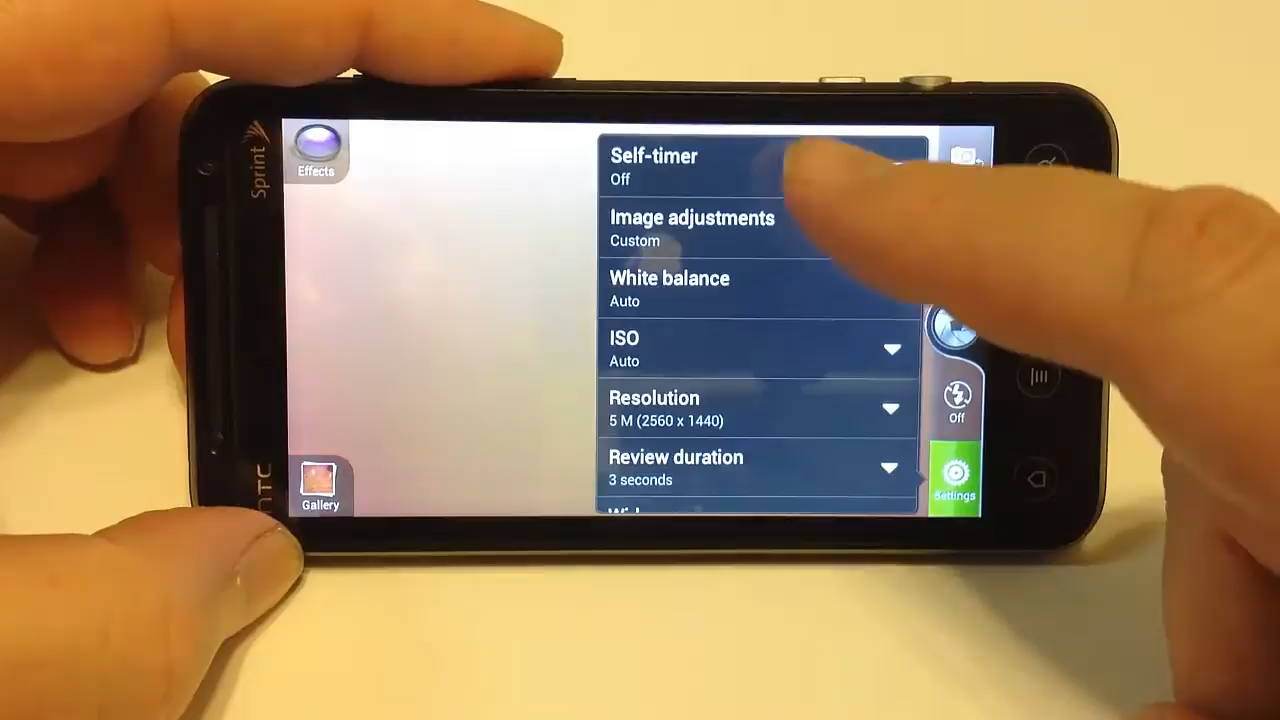 Sprint
hTC
Effects
Self-timer
Off
Image adjustments
Custom
White balance
Auto
ISO
Auto
Resolution
5 M (2560 x 1440)
Review duration
3 seconds
Off
Settings
Gallery